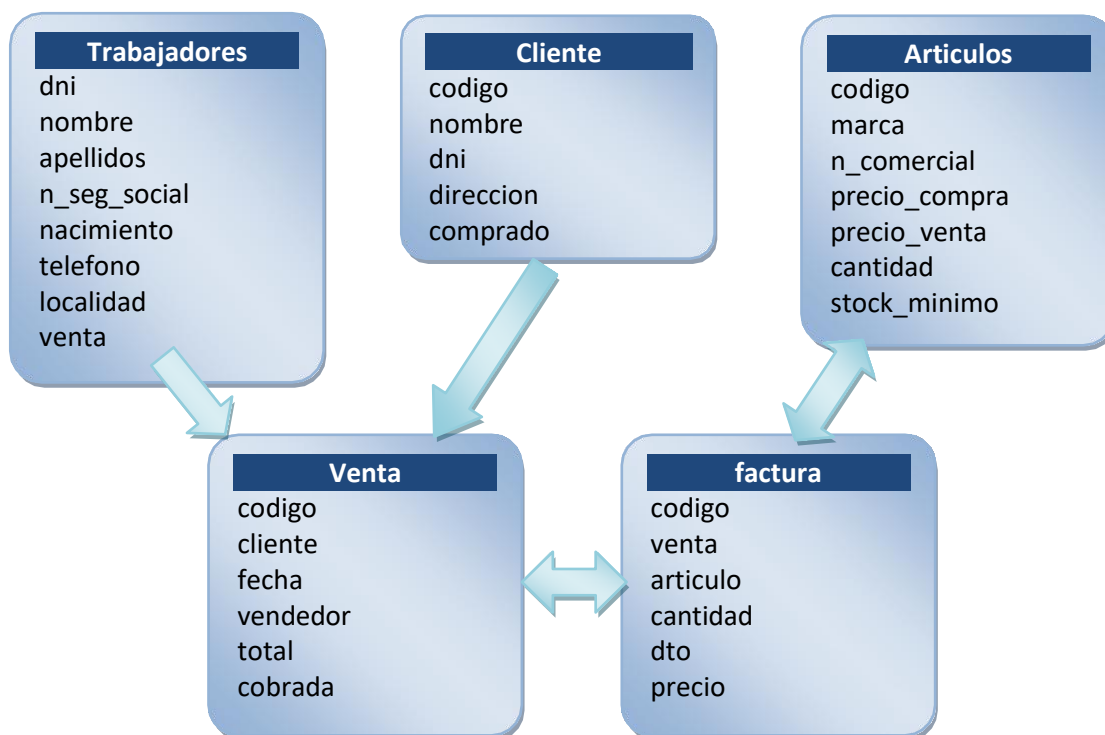 Trabajadores
dni
nombre
apellidos
n_seg_social
nacimiento
telefono
localidad
venta
Cliente
codigo
nombre
dni
direccion
comprado
Articulos
codigo
marca
n_comercial
precio_compra
precio_venta
cantidad
stock_minimo
Venta
codigo
cliente
fecha
vendedor
total
cobrada
factura
codigo
venta
articulo
cantidad
dto
precio